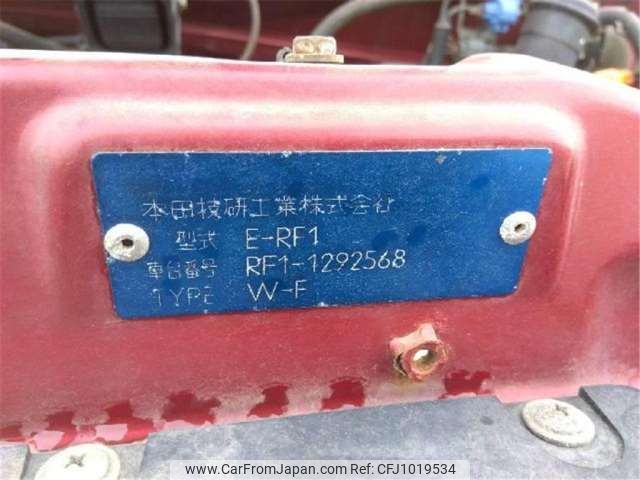 本田技研工業株式会社
型式 E-RF1
車台番号 RF1-1292568
TYPE W-F
www.CarFromJapan.com | REF:CFJ1019534